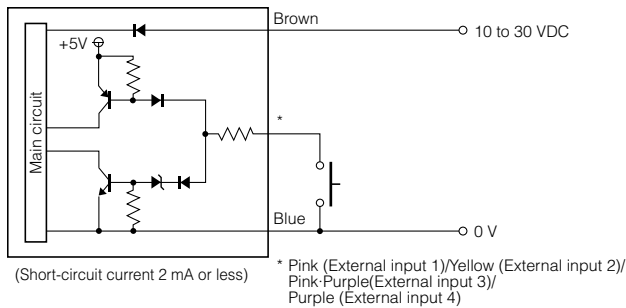 Brown
10 to 30 VDC
+5V
Main circuit
*
Blue
0 V
(Short-circuit current 2 mA or less)
* Pink (External input 1)/Yellow (External input 2)/
Pink·Purple(External input 3)/
Purple (External input 4)